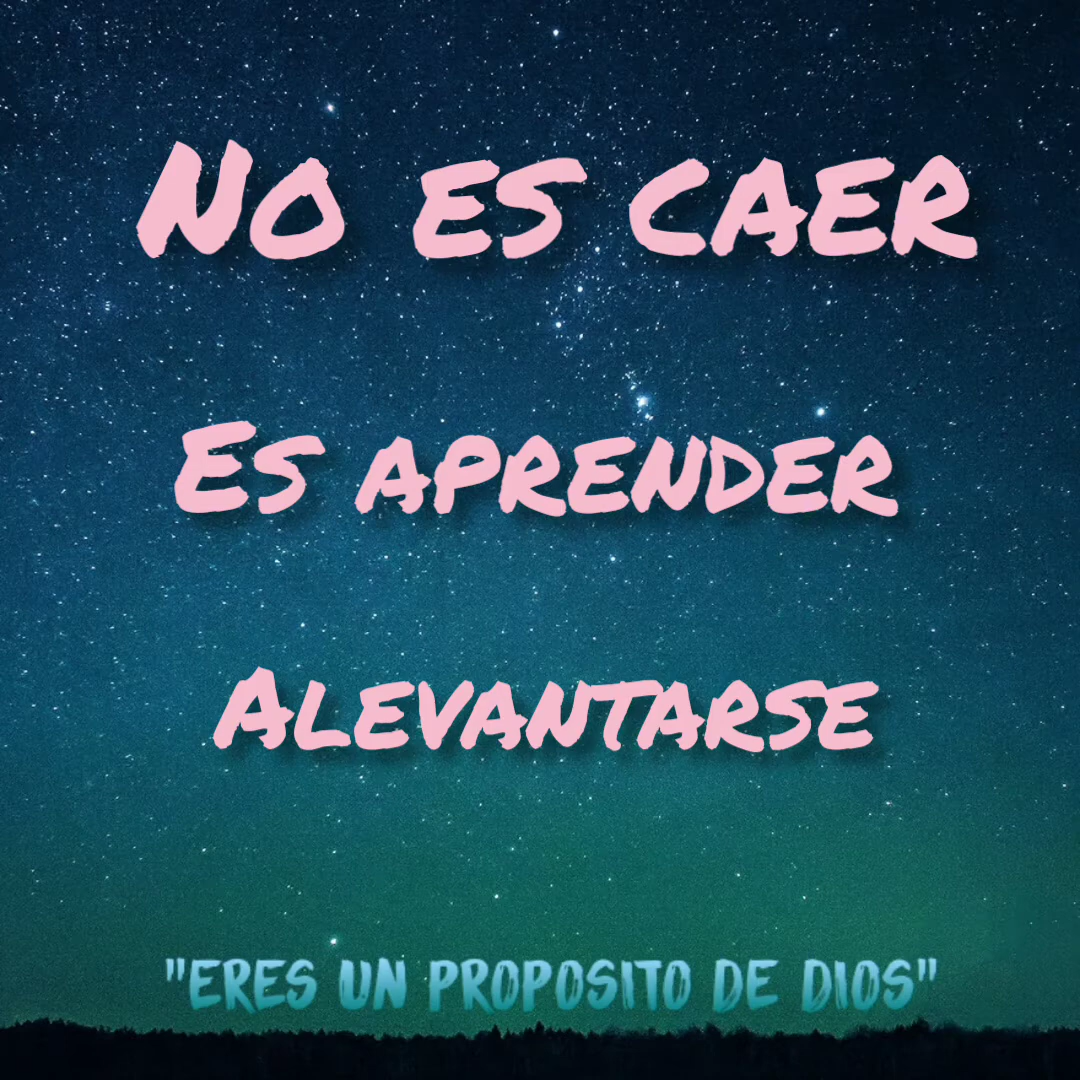 No es caer
Es aprender
Alevantarse
"ERES UN PROPOSITO DE DIOS"